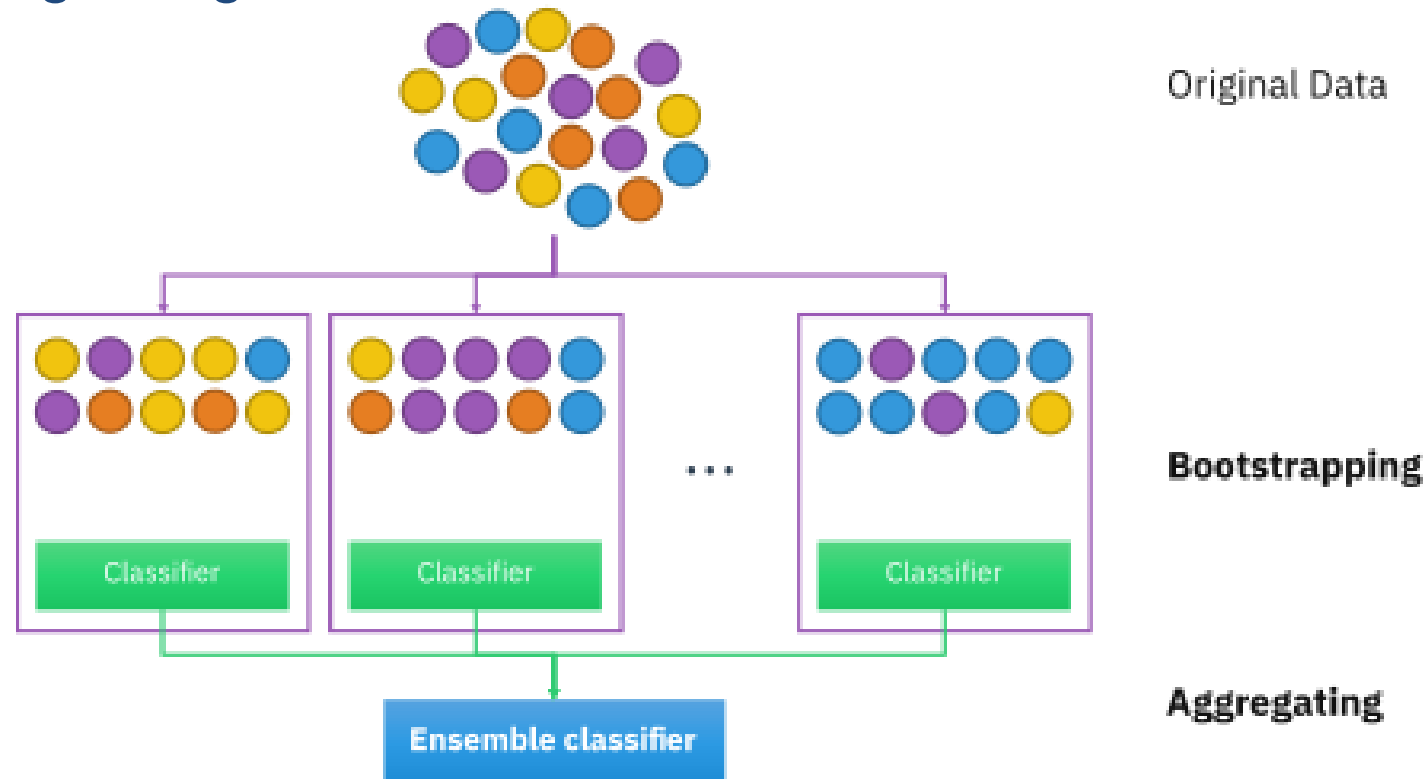 Original Data
...
Bootstrapping
Classifier
Classifier
Classifier
Aggregating
Ensemble classifier